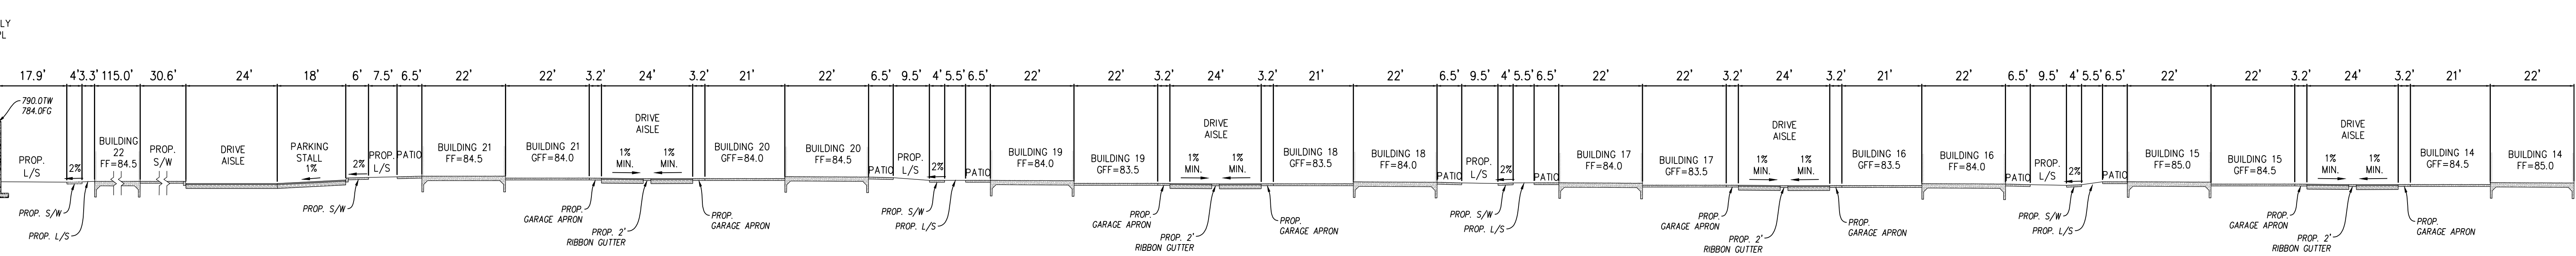 LY
PL
17.9' 4' 3.3' 115.0' 30.6' 24' 18' 6' 7.5' 6.5' 22' 22' 3.2' 24' 3.2' 21' 22' 6.5' 9.5' 4' 5.5' 6.5' 22' 22' 3.2' 24' 3.2' 21' 22' 6.5' 9.5' 4' 5.5' 6.5' 22' 22' 3.2' 24' 3.2' 21' 22' 6.5' 9.5' 4' 5.5' 6.5' 22' 22' 3.2' 24' 3.2' 21' 22'
790.0TW
784.0FG
PROP.
L/S
2%
BUILDING
22
FF=84.5
PROP.
S/W
DRIVE
AISLE
PARKING
STALL
1%
2%
PROP.
L/S
PATIO
BUILDING 21
FF=84.5
BUILDING 21
GFF=84.0
DRIVE
AISLE
1%
MIN.
1%
MIN.
BUILDING 20
GFF=84.0
BUILDING 20
FF=84.5
PATIO
PROP.
L/S
2%
PATIO
BUILDING 19
FF=84.0
BUILDING 19
GFF=83.5
DRIVE
AISLE
1%
MIN.
1%
MIN.
BUILDING 18
GFF=83.5
BUILDING 18
FF=84.0
PATIO
PROP.
L/S
2%
PATIO
BUILDING 17
FF=84.0
BUILDING 17
GFF=83.5
DRIVE
AISLE
1%
MIN.
1%
MIN.
BUILDING 16
GFF=83.5
BUILDING 16
FF=84.0
PATIO
PROP.
L/S
2%
PATIO
BUILDING 15
FF=85.0
BUILDING 15
GFF=84.5
DRIVE
AISLE
1%
MIN.
1%
MIN.
BUILDING 14
GFF=84.5
BUILDING 14
FF=85.0
PROP. S/W
PROP. L/S
PROP. S/W
PROP.
GARAGE APRON
PROP. 2'
RIBBON GUTTER
PROP.
GARAGE APRON
PROP. S/W
PROP. L/S
PROP.
GARAGE APRON
PROP. 2'
RIBBON GUTTER
PROP.
GARAGE APRON
PROP. S/W
PROP. L/S
PROP.
GARAGE APRON
PROP. 2'
RIBBON GUTTER
PROP.
GARAGE APRON
PROP. S/W
PROP. L/S
PROP.
GARAGE APRON
PROP. 2'
RIBBON GUTTER
PROP.
GARAGE APRON